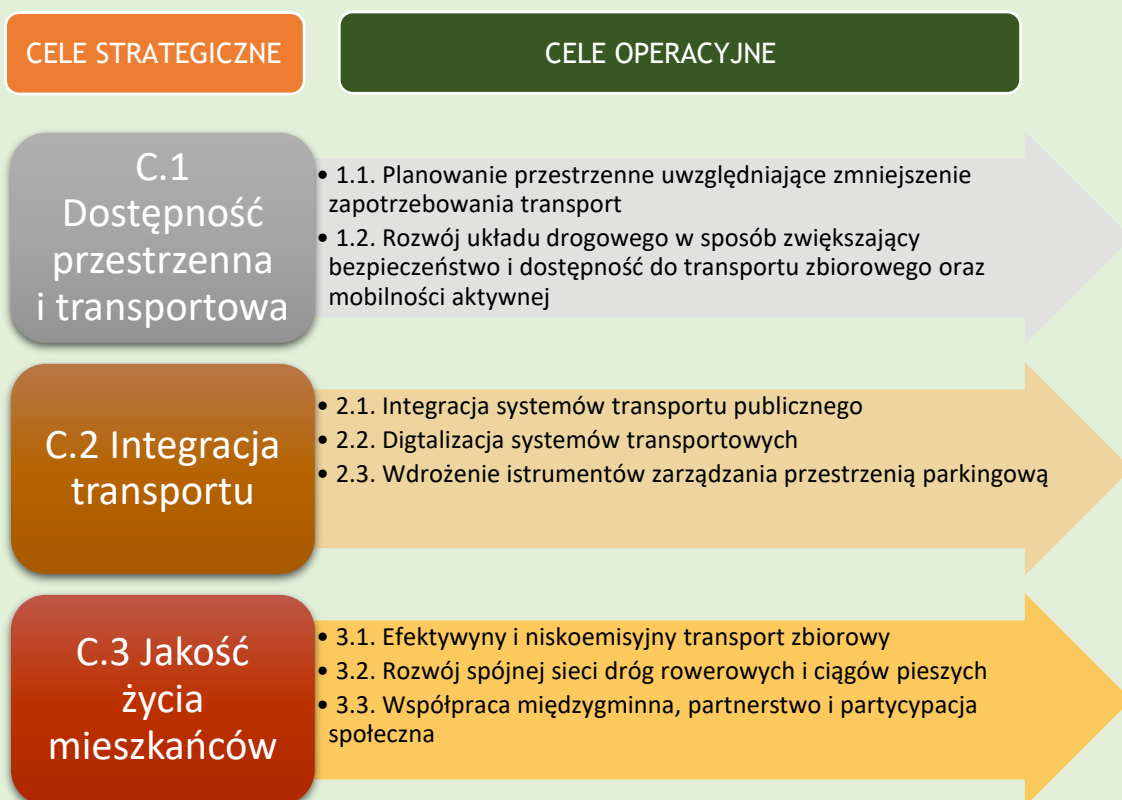 CELE STRATEGICZNE
CELE OPERACYJNE
C.1
Dostępność
przestrzenna
i transportowa
• 1.1. Planowanie przestrzenne uwzględniające zmniejszenie
zapotrzebowania transport
• 1.2. Rozwój układu drogowego w sposób zwiększający
bezpieczeństwo i dostępność do transportu zbiorowego oraz
mobilności aktywnej
C.2 Integracja
transportu
• 2.1. Integracja systemów transportu publicznego
• 2.2. Digtalizacja systemów transportowych
• 2.3. Wdrożenie istrumentów zarządzania przestrzenią parkingową
C.3 Jakość
życia
mieszkańców
• 3.1. Efektywyny i niskoemisyjny transport zbiorowy
• 3.2. Rozwój spójnej sieci dróg rowerowych i ciągów pieszych
• 3.3. Współpraca międzygminna, partnerstwo i partycypacja
społeczna